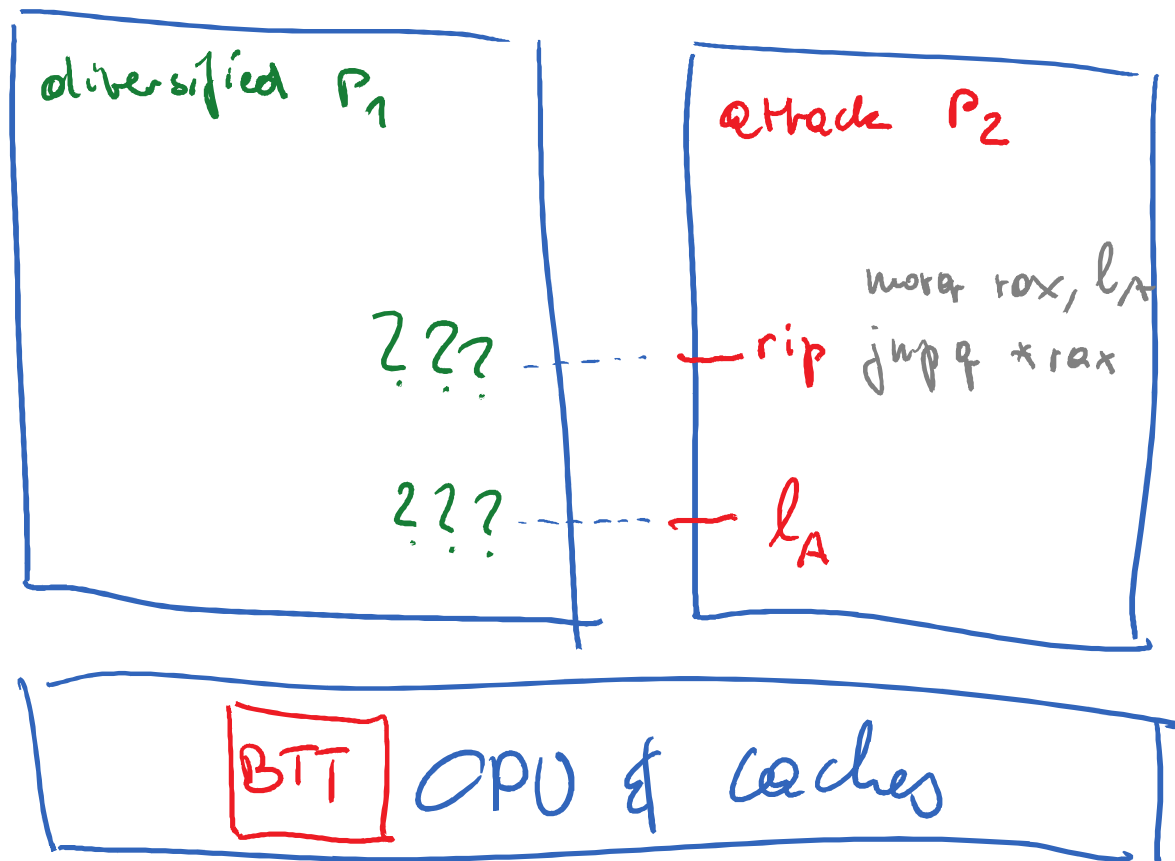 diversified P₁
attack P₂
movq rax, lA
??? rip jmpq *rax
??? lA
BTT CPU & caches